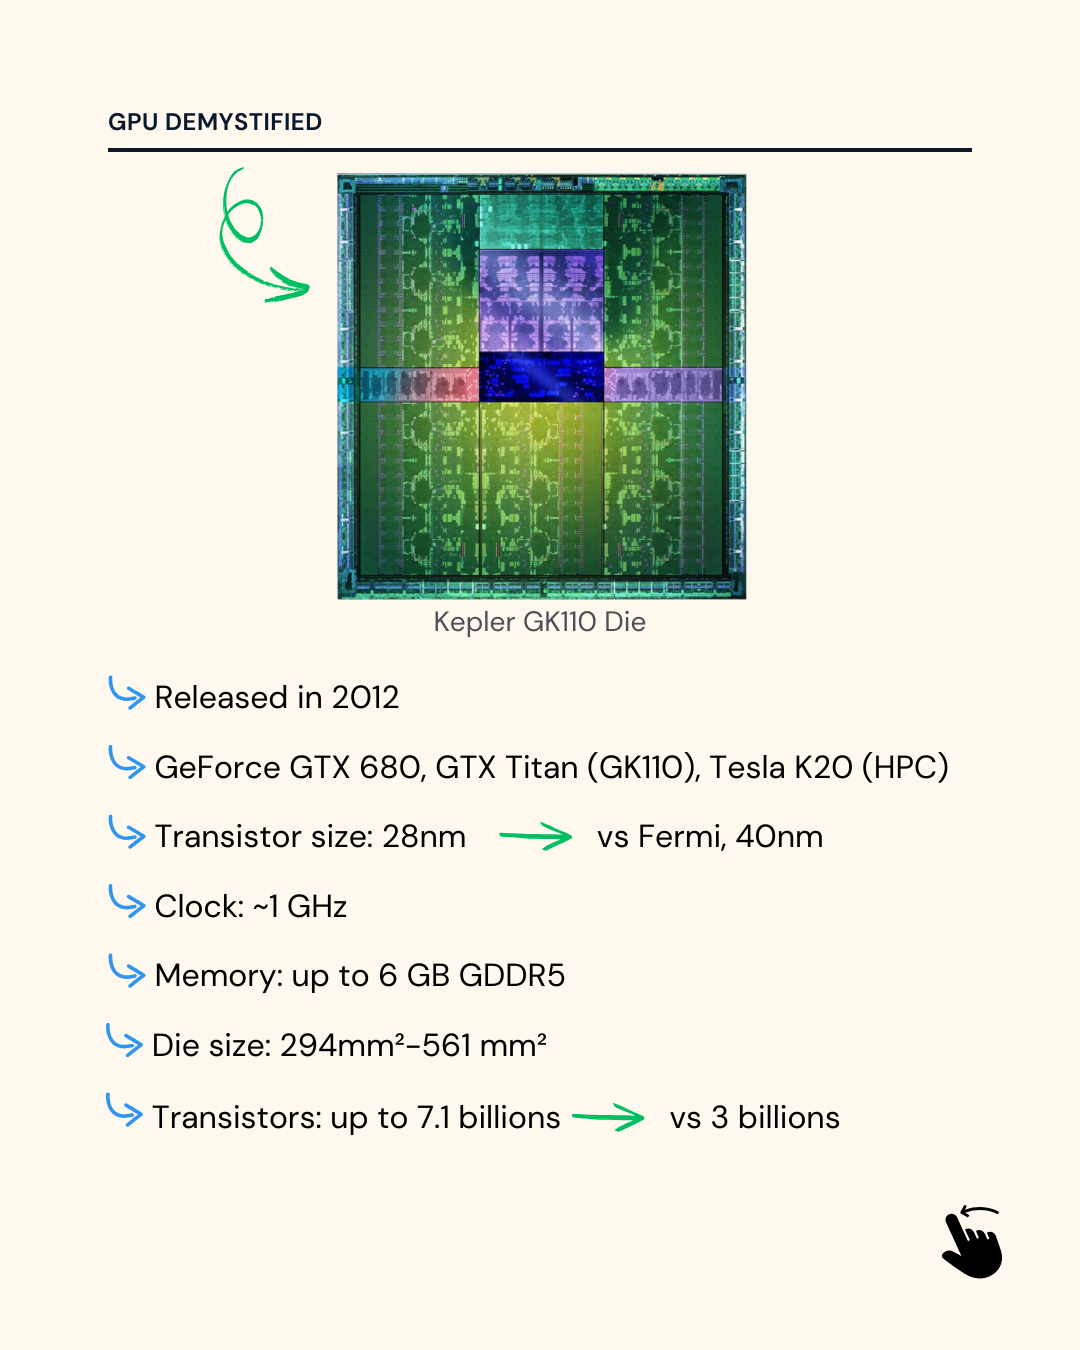 GPU DEMYSTIFIED
Kepler GK110 Die
Released in 2012
GeForce GTX 680, GTX Titan (GK110), Tesla K20 (HPC)
Transistor size: 28nm vs Fermi, 40nm
Clock: ~1 GHz
Memory: up to 6 GB GDDR5
Die size: 294mm²-561 mm²
Transistors: up to 7.1 billions vs 3 billions